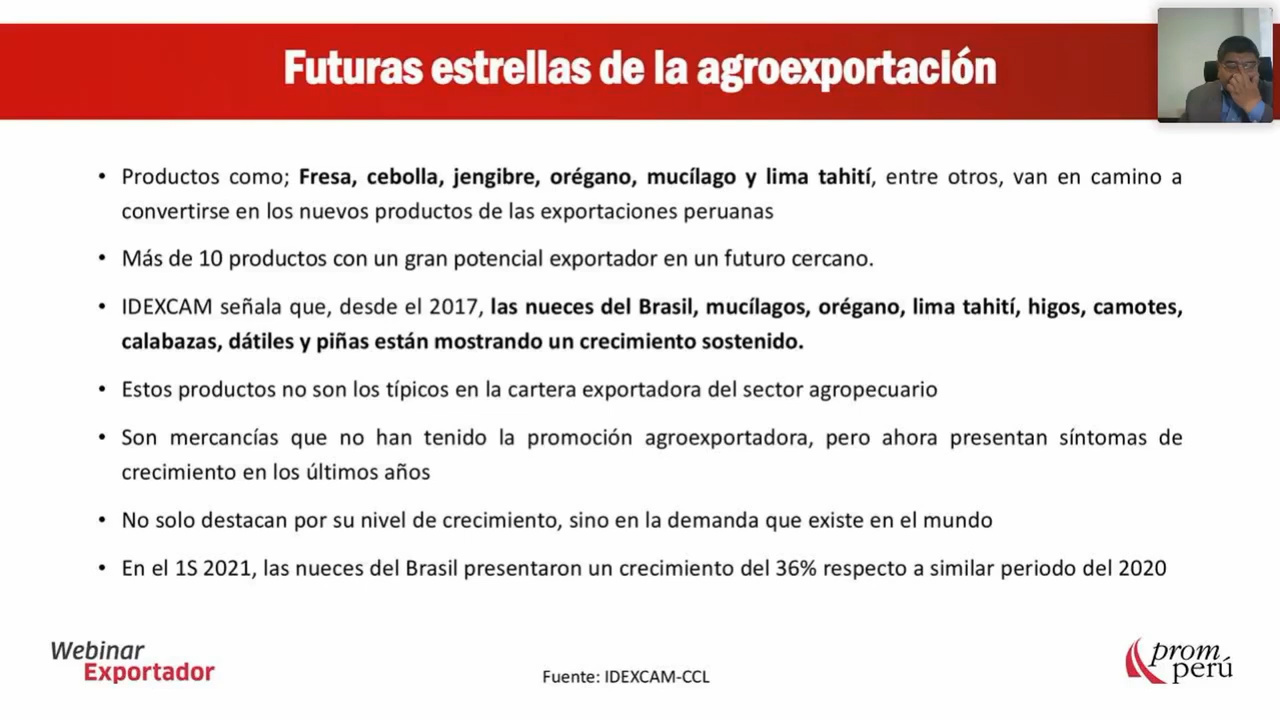 Futuras estrellas de la agroexportación
• Productos como; Fresa, cebolla, jengibre, orégano, mucílago y lima tahití, entre otros, van en camino a
convertirse en los nuevos productos de las exportaciones peruanas
• Más de 10 productos con un gran potencial exportador en un futuro cercano.
• IDEXCAM señala que, desde el 2017, las nueces del Brasil, mucílagos, orégano, lima tahití, higos, camotes,
calabazas, dátiles y piñas están mostrando un crecimiento sostenido.
• Estos productos no son los típicos en la cartera exportadora del sector agropecuario
• Son mercancías que no han tenido la promoción agroexportadora, pero ahora presentan síntomas de
crecimiento en los últimos años
• No solo destacan por su nivel de crecimiento, sino en la demanda que existe en el mundo
• En el 1S 2021, las nueces del Brasil presentaron un crecimiento del 36% respecto a similar periodo del 2020
Webinar
Exportador
Fuente: IDEXCAM-CCL
prom
perú